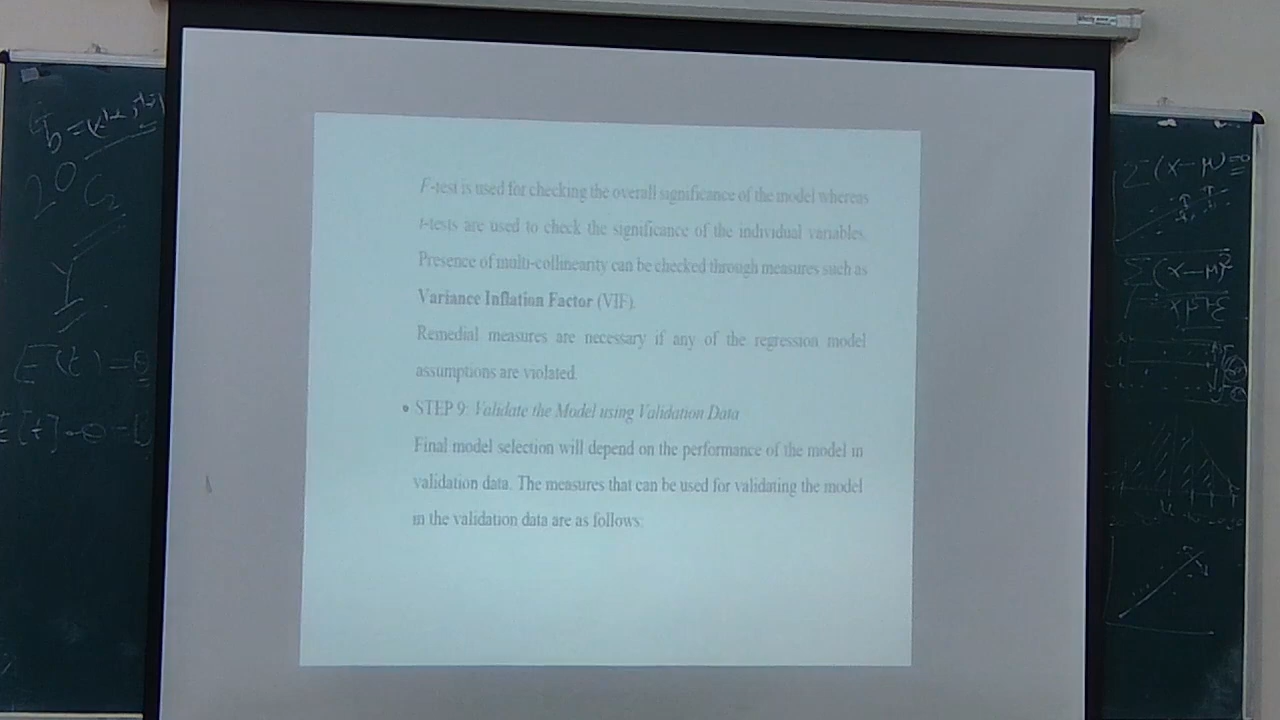 F-test is used for checking the overall significance of the model whereas
t-tests are used to check the significance of the individual variables.
Presence of multi-collinearity can be checked through measures such as
Variance Inflation Factor (VIF).
Remedial measures are necessary if any of the regression model
assumptions are violated.
• STEP 9: Validate the Model using Validation Data
Final model selection will depend on the performance of the model in
validation data. The measures that can be used for validating the model
in the validation data are as follows:
20C₂
Y
E(t) = θ
Σ(x-μ)=0
Σ(x-μ)²